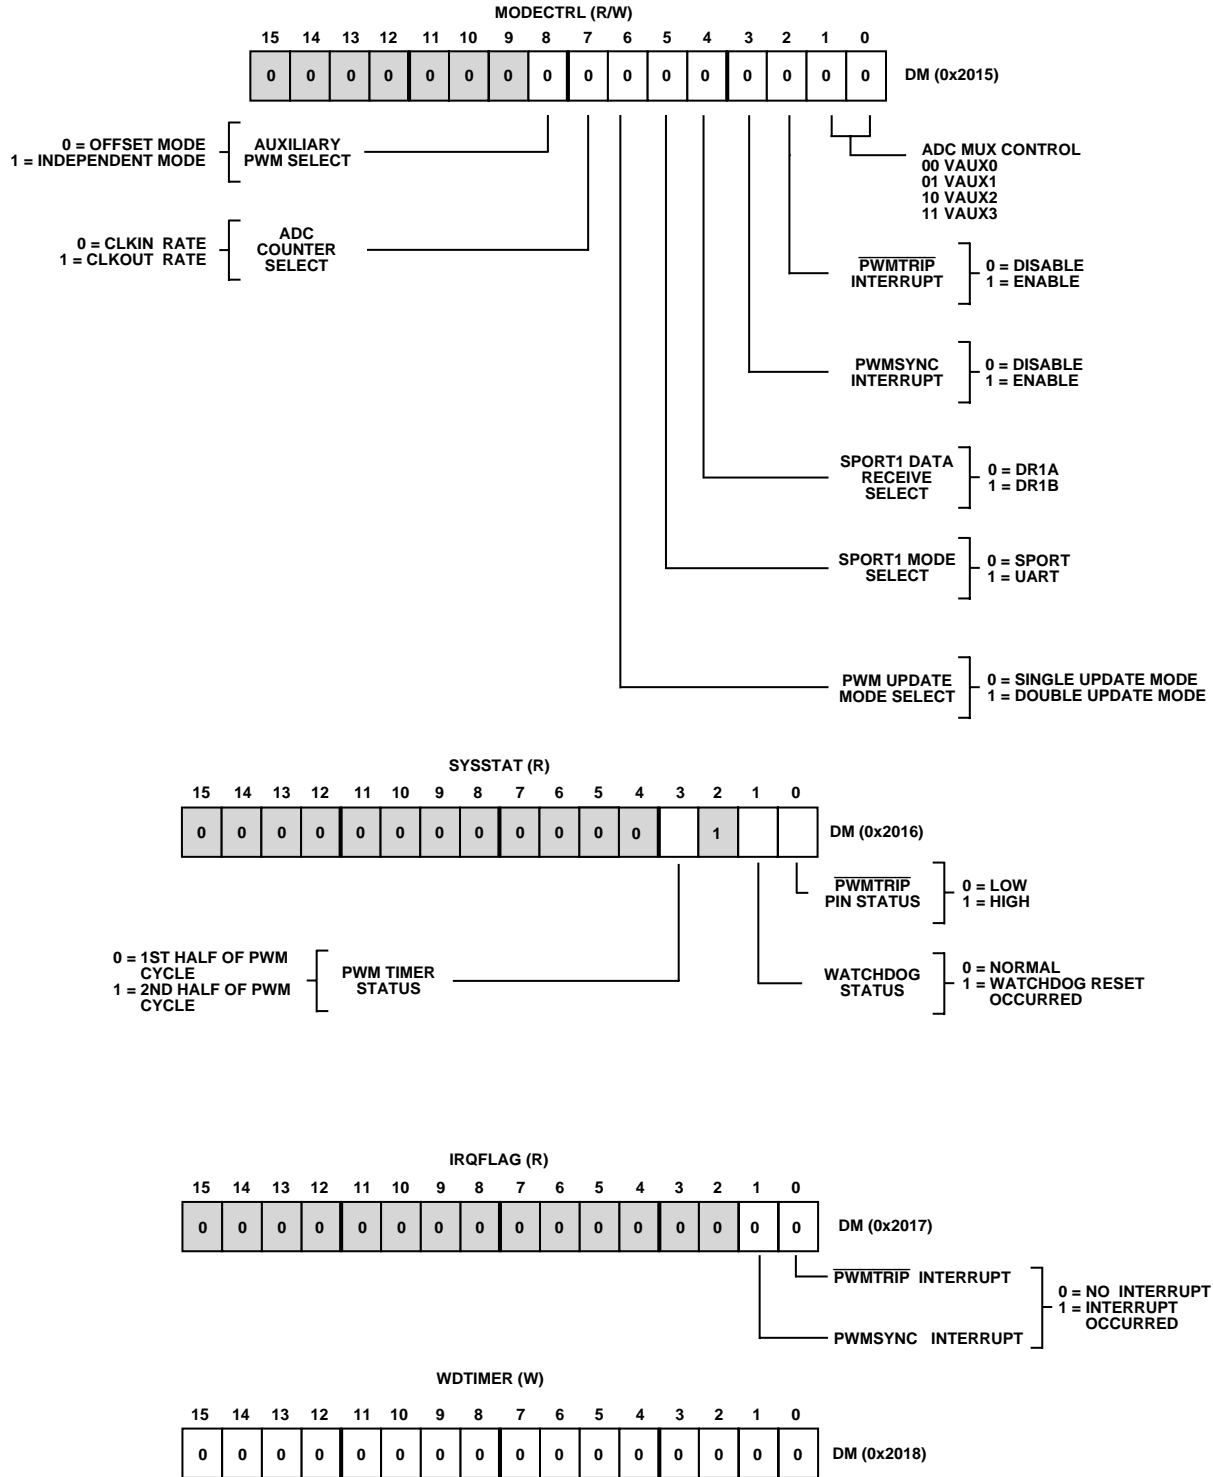 MODECTRL (R/W)
15 14 13 12 11 10 9 8 7 6 5 4 3 2 1 0
0 0 0 0 0 0 0 0 0 0 0 0 0 0 0 0 DM (0x2015)
0 = OFFSET MODE
1 = INDEPENDENT MODE
AUXILIARY
PWM SELECT
ADC MUX CONTROL
00 VAUX0
01 VAUX1
10 VAUX2
11 VAUX3
0 = CLKIN RATE
1 = CLKOUT RATE
ADC
COUNTER
SELECT
PWMTRIP
INTERRUPT
0 = DISABLE
1 = ENABLE
PWMSYNC
INTERRUPT
0 = DISABLE
1 = ENABLE
SPORT1 DATA
RECEIVE
SELECT
0 = DR1A
1 = DR1B
SPORT1 MODE
SELECT
0 = SPORT
1 = UART
PWM UPDATE
MODE SELECT
0 = SINGLE UPDATE MODE
1 = DOUBLE UPDATE MODE
SYSSTAT (R)
15 14 13 12 11 10 9 8 7 6 5 4 3 2 1 0
0 0 0 0 0 0 0 0 0 0 0 0 1 DM (0x2016)
PWMTRIP
PIN STATUS
0 = LOW
1 = HIGH
0 = 1ST HALF OF PWM
CYCLE
1 = 2ND HALF OF PWM
CYCLE
PWM TIMER
STATUS
WATCHDOG
STATUS
0 = NORMAL
1 = WATCHDOG RESET
OCCURRED
IRQFLAG (R)
15 14 13 12 11 10 9 8 7 6 5 4 3 2 1 0
0 0 0 0 0 0 0 0 0 0 0 0 0 0 0 0 DM (0x2017)
PWMTRIP INTERRUPT
PWMSYNC INTERRUPT
0 = NO INTERRUPT
1 = INTERRUPT
OCCURRED
WDTIMER (W)
15 14 13 12 11 10 9 8 7 6 5 4 3 2 1 0
0 0 0 0 0 0 0 0 0 0 0 0 0 0 0 0 DM (0x2018)